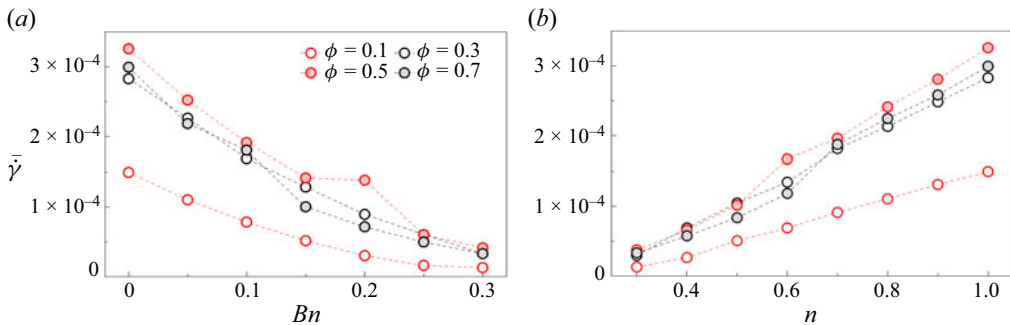 (a)
(b)
ϕ = 0.1 ϕ = 0.3
ϕ = 0.5 ϕ = 0.7
3 × 10⁻⁴
2 × 10⁻⁴
1 × 10⁻⁴
0
γ̇̄
0 0.1 0.2 0.3
Bn
3 × 10⁻⁴
2 × 10⁻⁴
1 × 10⁻⁴
0
0.4 0.6 0.8 1.0
n